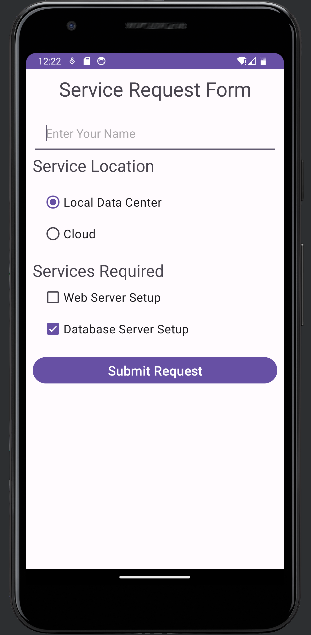 12:22
Service Request Form
Enter Your Name
Service Location
Local Data Center
Cloud
Services Required
Web Server Setup
Database Server Setup
Submit Request